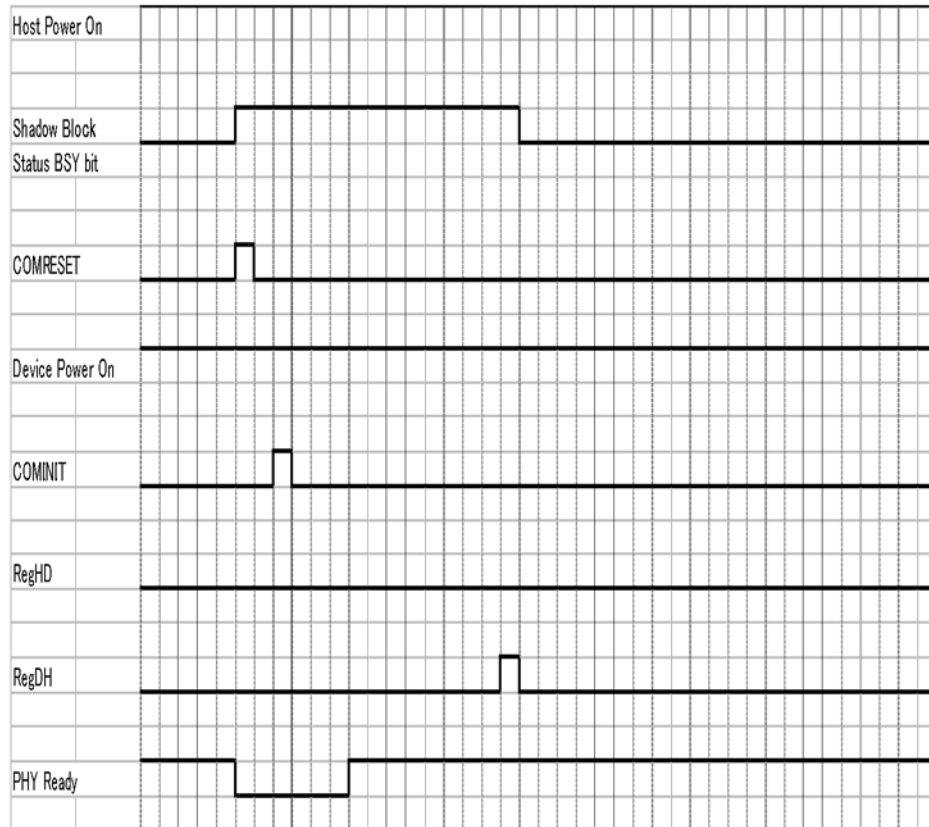 Host Power On
Shadow Block
Status BSY bit
COMRESET
Device Power On
COMINIT
RegHD
RegDH
PHY Ready